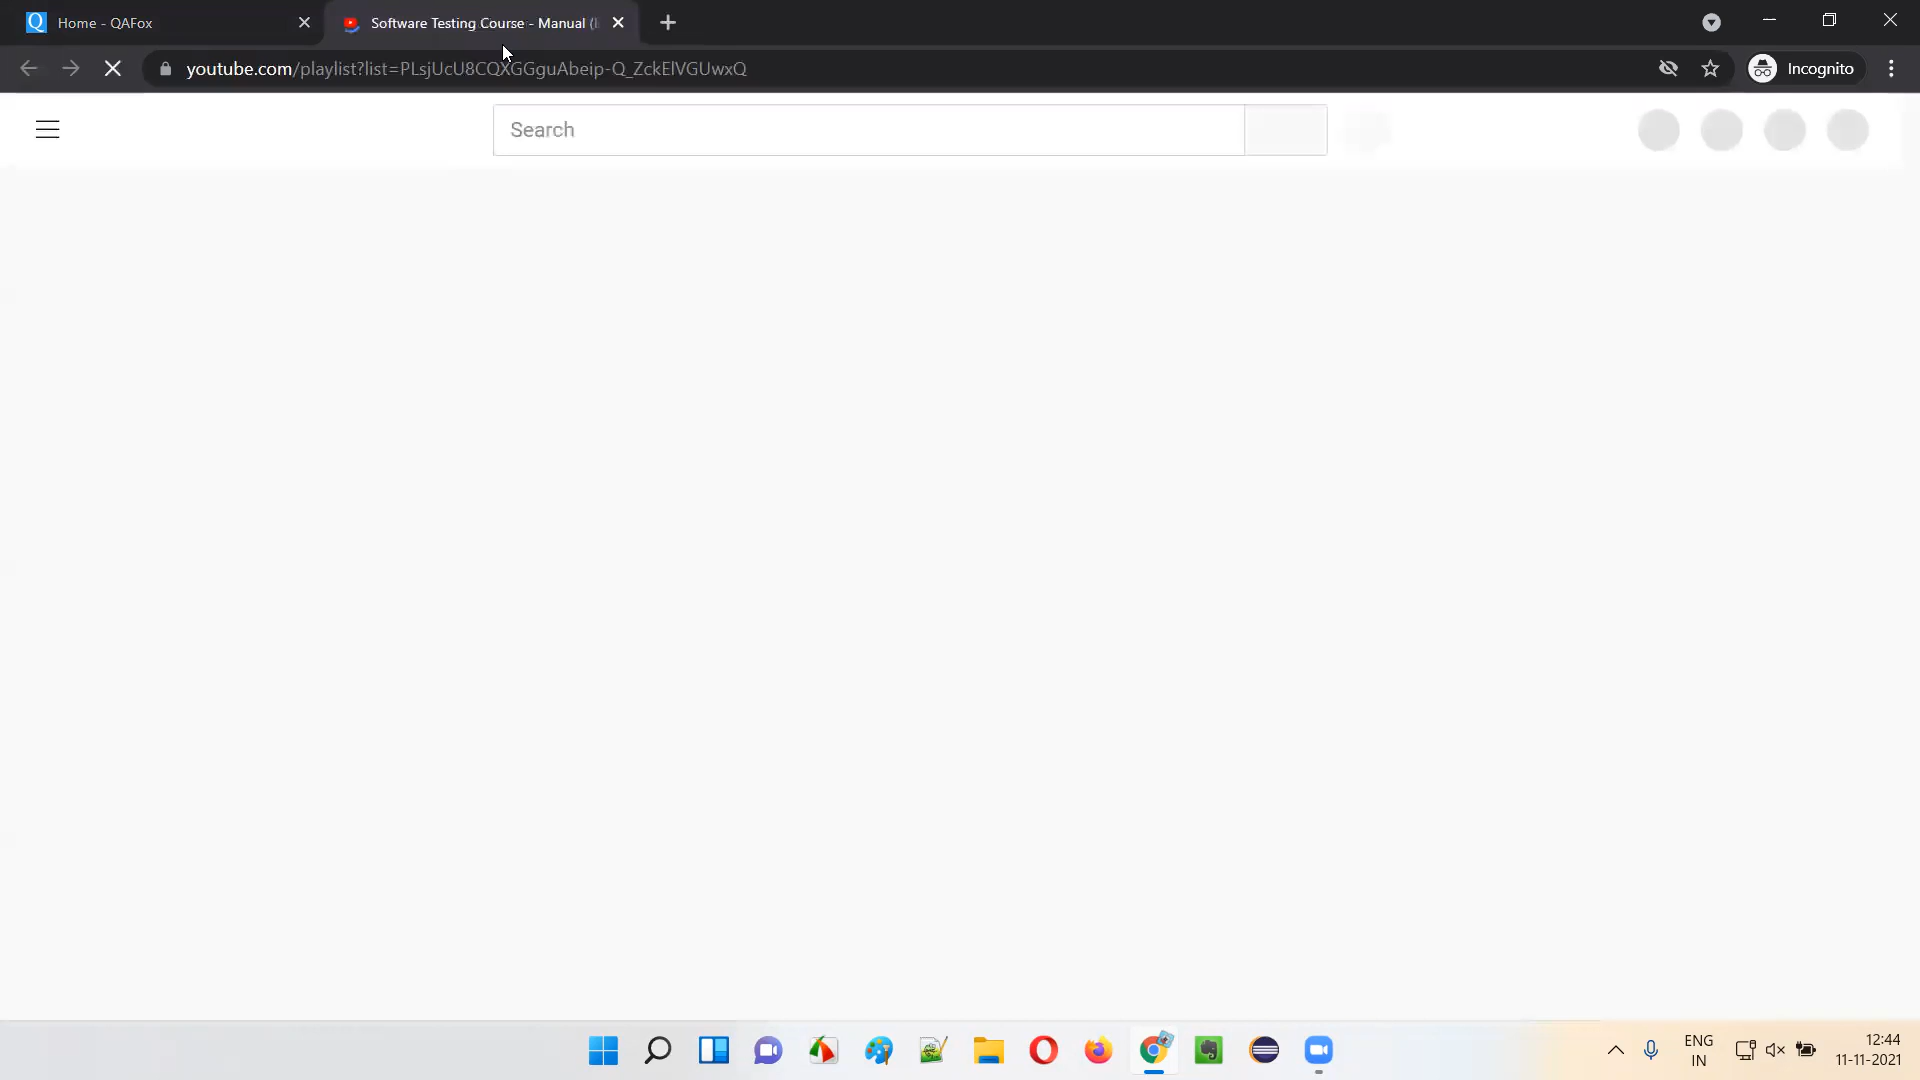 Home - QAFox
Software Testing Course - Manual (
youtube.com/playlist?list=PLsjUcU8CQXGGguAbeip-Q_ZckElVGUwxQ
Incognito
Search
ENG
IN
12:44
11-11-2021